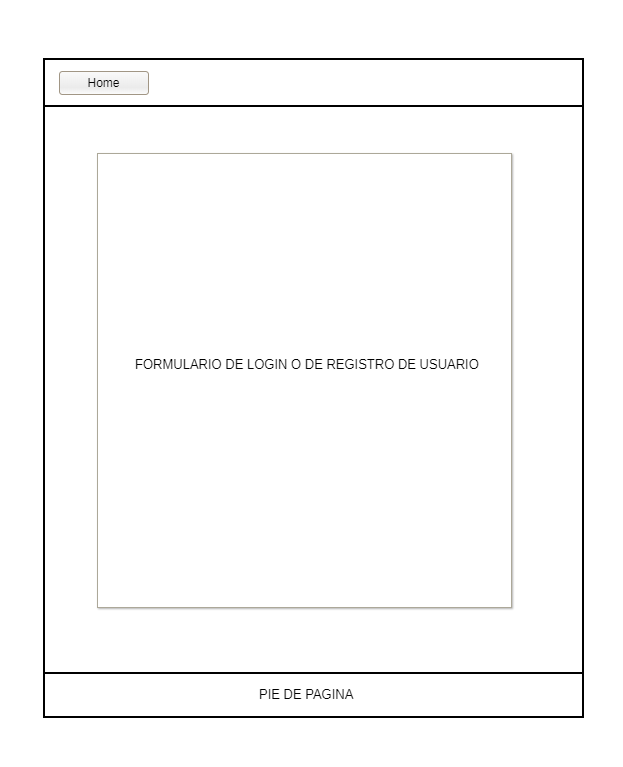 Home
FORMULARIO DE LOGIN O DE REGISTRO DE USUARIO
PIE DE PAGINA